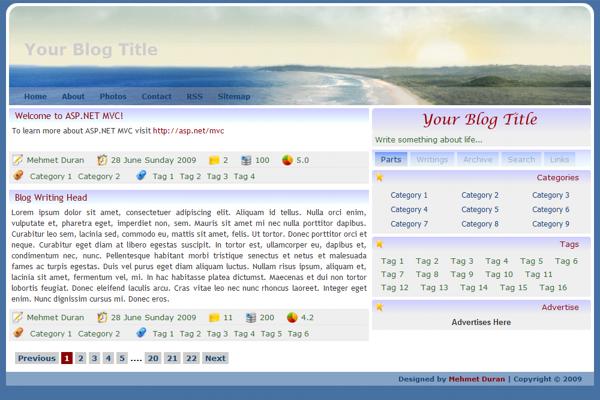 Your Blog Title
Home About Photos Contact RSS Sitemap
Welcome to ASP.NET MVC!
To learn more about ASP.NET MVC visit http://asp.net/mvc
Mehmet Duran 28 June Sunday 2009 2 100 5.0
Category 1 Category 2 Tag 1 Tag 2 Tag 3 Tag 4
Blog Writing Head
Lorem ipsum dolor sit amet, consectetuer adipiscing elit. Aliquam id tellus. Nulla orci enim,
vulputate et, pharetra eget, imperdiet non, sem. Mauris sit amet mi nec nulla porttitor dapibus.
Curabitur leo sem, lacinia sed, commodo eu, mattis sit amet, felis. Ut tortor. Donec porttitor orci et
neque. Curabitur eget diam at libero egestas suscipit. In tortor est, ullamcorper eu, dapibus et,
condimentum nec, nunc. Pellentesque habitant morbi tristique senectus et netus et malesuada
fames ac turpis egestas. Duis vel purus eget diam aliquam luctus. Nullam risus ipsum, aliquam et,
lacinia sit amet, fermentum vel, mi. In hac habitasse platea dictumst. Maecenas et dui non tortor
lobortis feugiat. Donec eleifend iaculis arcu. Cras vitae leo nec nunc rhoncus laoreet. Integer eget
enim. Nunc dignissim cursus mi. Donec eros.
Mehmet Duran 28 June Sunday 2009 11 200 4.2
Category 1 Category 2 Tag 1 Tag 2 Tag 3 Tag 4 Tag 5 Tag 6
Previous 1 2 3 4 5 .... 20 21 22 Next
Your Blog Title
Write something about life...
Parts Writings Archive Search Links
Categories
Category 1 Category 2 Category 3
Category 4 Category 5 Category 6
Category 7 Category 8 Category 9
Tags
Tag 1 Tag 2 Tag 3 Tag 4 Tag 5 Tag 6
Tag 7 Tag 8 Tag 9 Tag 10 Tag 11
Tag 12 Tag 13 Tag 14 Tag 15 Tag 16
Advertise
Advertises Here
Designed by Mehmet Duran | Copyright © 2009